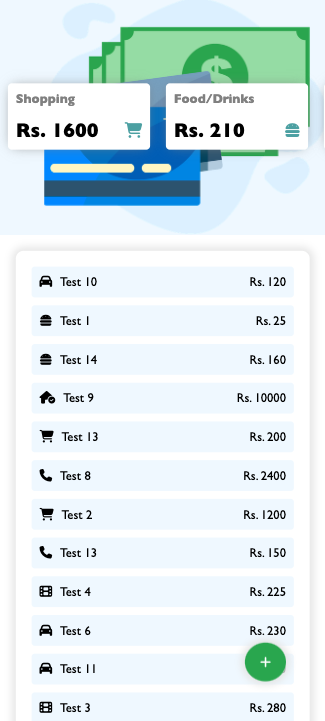 Shopping
Rs. 1600
Food/Drinks
Rs. 210
Test 10 Rs. 120
Test 1 Rs. 25
Test 14 Rs. 160
Test 9 Rs. 10000
Test 13 Rs. 200
Test 8 Rs. 2400
Test 2 Rs. 1200
Test 13 Rs. 150
Test 4 Rs. 225
Test 6 Rs. 230
Test 11
Test 3 Rs. 280